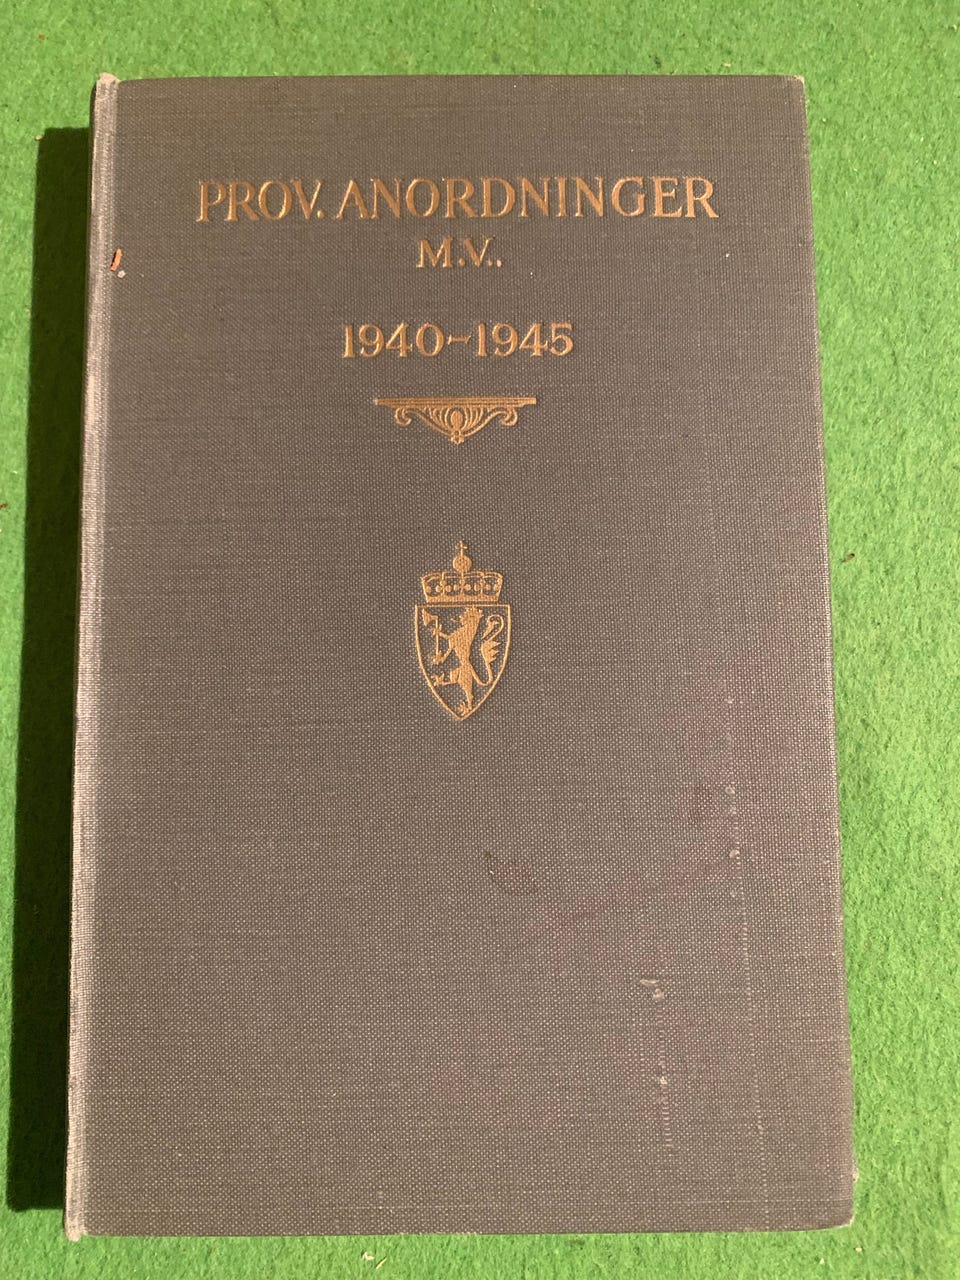 PROV. ANORDNINGER
M.V..
1940-1945